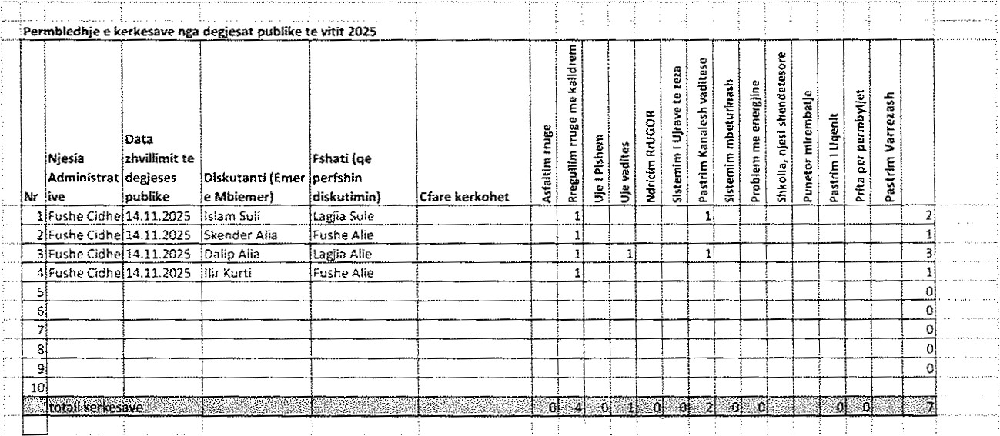 Permbledhje e kerkesave nga degjesat publike te vitit 2025
Nr Njesia Administrat ive Data zhvillimit te degjeses publike Diskutanti (Emer e Mbiemer) Fshati (qe perfshin diskutimin) Cfare kerkohet Asfaltim rruge Rregullim rruge me kalldrem Uje i Pishem Uje vadites Ndricim RrUGOR Sistemim i Ujrave te zeza Pastrim Kanalesh vaditese Sistemim mbeturinash Problem me energjine Shkolla, njesi shendetesore Punetor mirembatje Pastrim i Liqenit Prita per permbytjet Pastrim Varrezash
1 Fushe Cidhe 14.11.2025 Islam Suli Lagjia Sule 1 1 2
2 Fushe Cidhe 14.11.2025 Skender Alia Fushe Alie 1 1
3 Fushe Cidhe 14.11.2025 Dalip Alia Lagjia Alie 1 1 1 3
4 Fushe Cidhe 14.11.2025 Ilir Kurti Fushe Alie 1 1
5 0
6 0
7 0
8 0
9 0
10
totali kerkesave 0 4 0 1 0 0 2 0 0 0 0 7